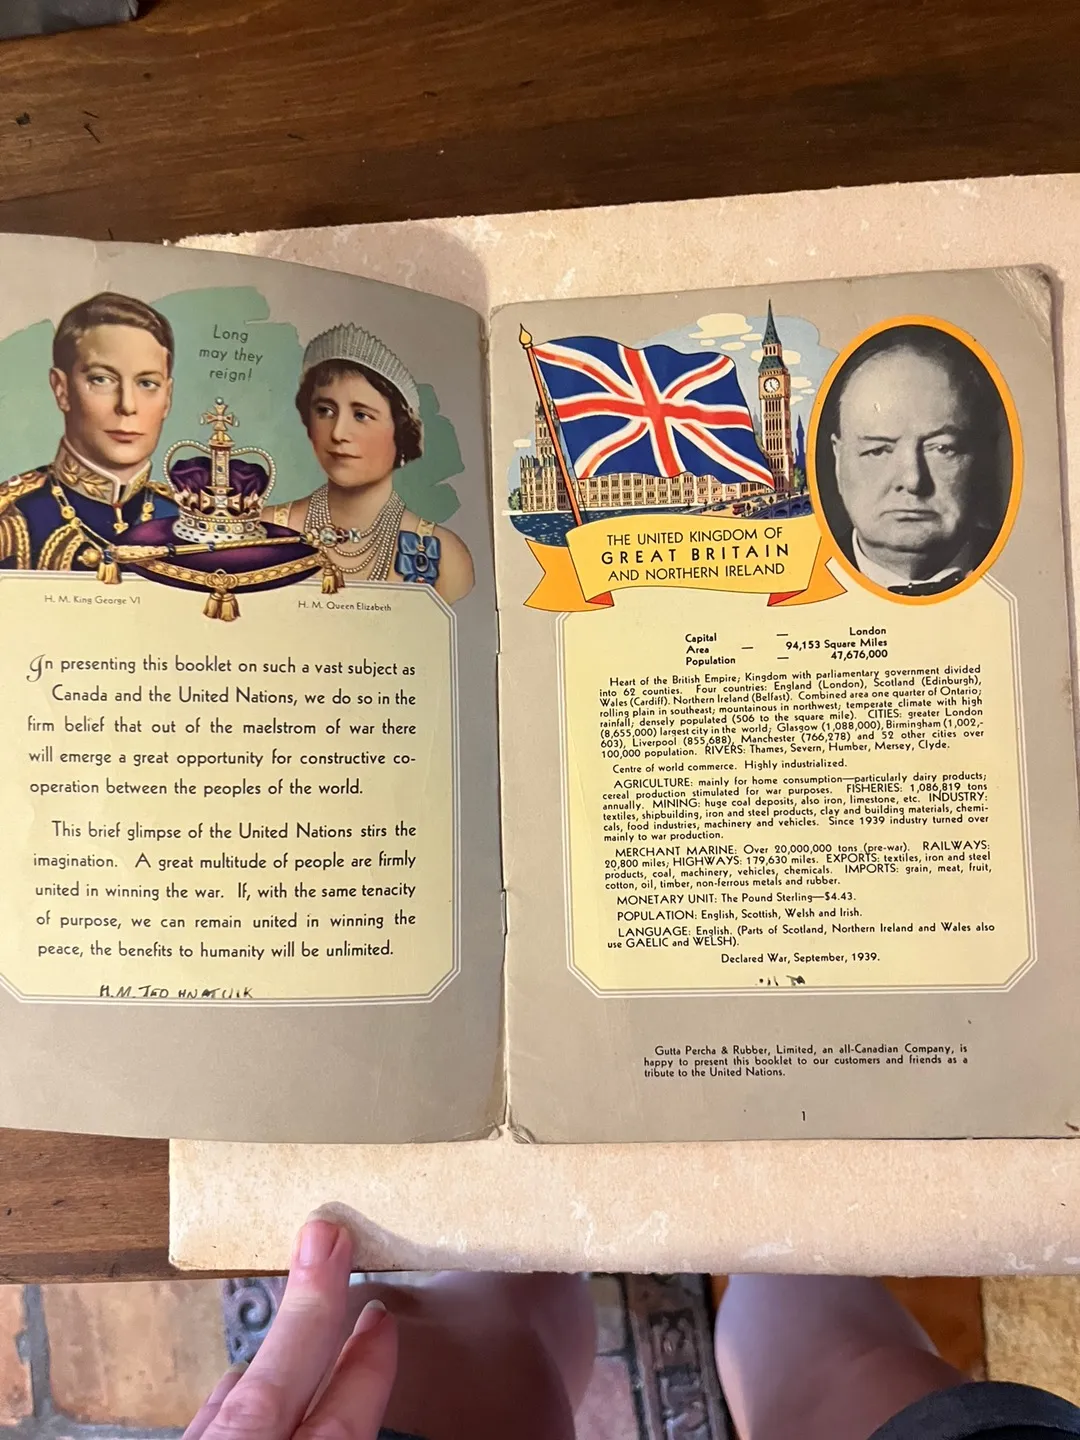 Long
may they
reign!
H. M. King George VI
H. M. Queen Elizabeth
In presenting this booklet on such a vast subject as
Canada and the United Nations, we do so in the
firm belief that out of the maelstrom of war there
will emerge a great opportunity for constructive co-
operation between the peoples of the world.
This brief glimpse of the United Nations stirs the
imagination. A great multitude of people are firmly
united in winning the war. If, with the same tenacity
of purpose, we can remain united in winning the
peace, the benefits to humanity will be unlimited.
H.M. TED HNATUIK
THE UNITED KINGDOM OF
GREAT BRITAIN
AND NORTHERN IRELAND
Capital — London
Area — 94,153 Square Miles
Population — 47,676,000
Heart of the British Empire; Kingdom with parliamentary government divided
into 62 counties. Four countries: England (London), Scotland (Edinburgh),
Wales (Cardiff). Northern Ireland (Belfast). Combined area one quarter of Ontario;
rolling plain in southeast; mountainous in northwest; temperate climate with high
rainfall; densely populated (506 to the square mile). CITIES: greater London
(8,655,000) largest city in the world; Glasgow (1,088,000), Birmingham (1,002,-
603), Liverpool (855,688), Manchester (766,278) and 52 other cities over
100,000 population. RIVERS: Thames, Severn, Humber, Mersey, Clyde.
Centre of world commerce. Highly industrialized.
AGRICULTURE: mainly for home consumption—particularly dairy products;
cereal production stimulated for war purposes. FISHERIES: 1,086,819 tons
annually. MINING: huge coal deposits, also iron, limestone, etc. INDUSTRY:
textiles, shipbuilding, iron and steel products, clay and building materials, chemi-
cals, food industries, machinery and vehicles. Since 1939 industry turned over
mainly to war production.
MERCHANT MARINE: Over 20,000,000 tons (pre-war). RAILWAYS:
20,800 miles; HIGHWAYS: 179,630 miles. EXPORTS: textiles, iron and steel
products, coal, machinery, vehicles, chemicals. IMPORTS: grain, meat, fruit,
cotton, oil, timber, non-ferrous metals and rubber.
MONETARY UNIT: The Pound Sterling—$4.43.
POPULATION: English, Scottish, Welsh and Irish.
LANGUAGE: English. (Parts of Scotland, Northern Ireland and Wales also
use GAELIC and WELSH).
Declared War, September, 1939.
Gutta Percha & Rubber, Limited, an all-Canadian Company, is
happy to present this booklet to our customers and friends as a
tribute to the United Nations.
1